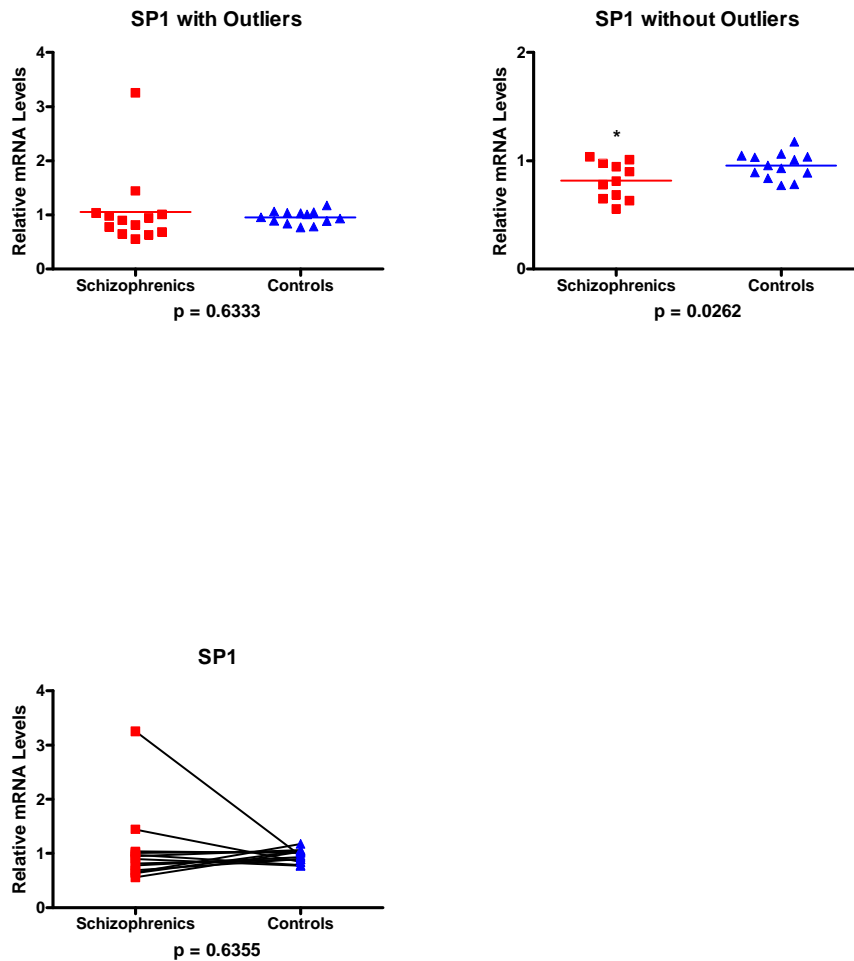 SP1 with Outliers
Relative mRNA Levels
4
3
2
1
0
Schizophrenics
Controls
p = 0.6333
SP1 without Outliers
Relative mRNA Levels
2
1
0
*
Schizophrenics
Controls
p = 0.0262
SP1
Relative mRNA Levels
4
3
2
1
0
Schizophrenics
Controls
p = 0.6355